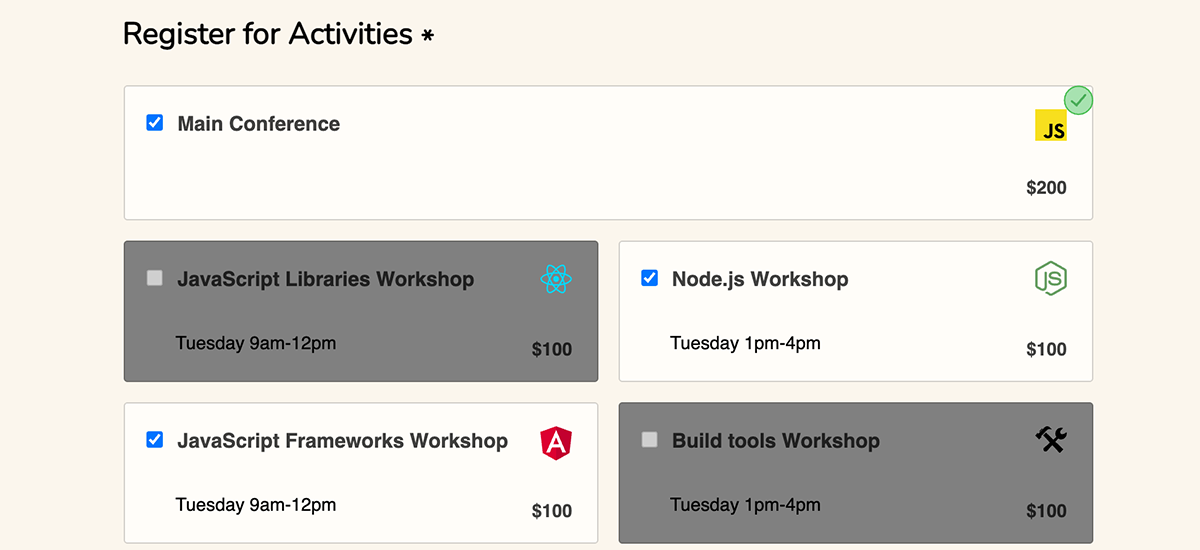 Register for Activities *
Main Conference
JS
$200
JavaScript Libraries Workshop
Tuesday 9am-12pm
$100
Node.js Workshop
JS
Tuesday 1pm-4pm
$100
JavaScript Frameworks Workshop
A
Tuesday 9am-12pm
$100
Build tools Workshop
Tuesday 1pm-4pm
$100